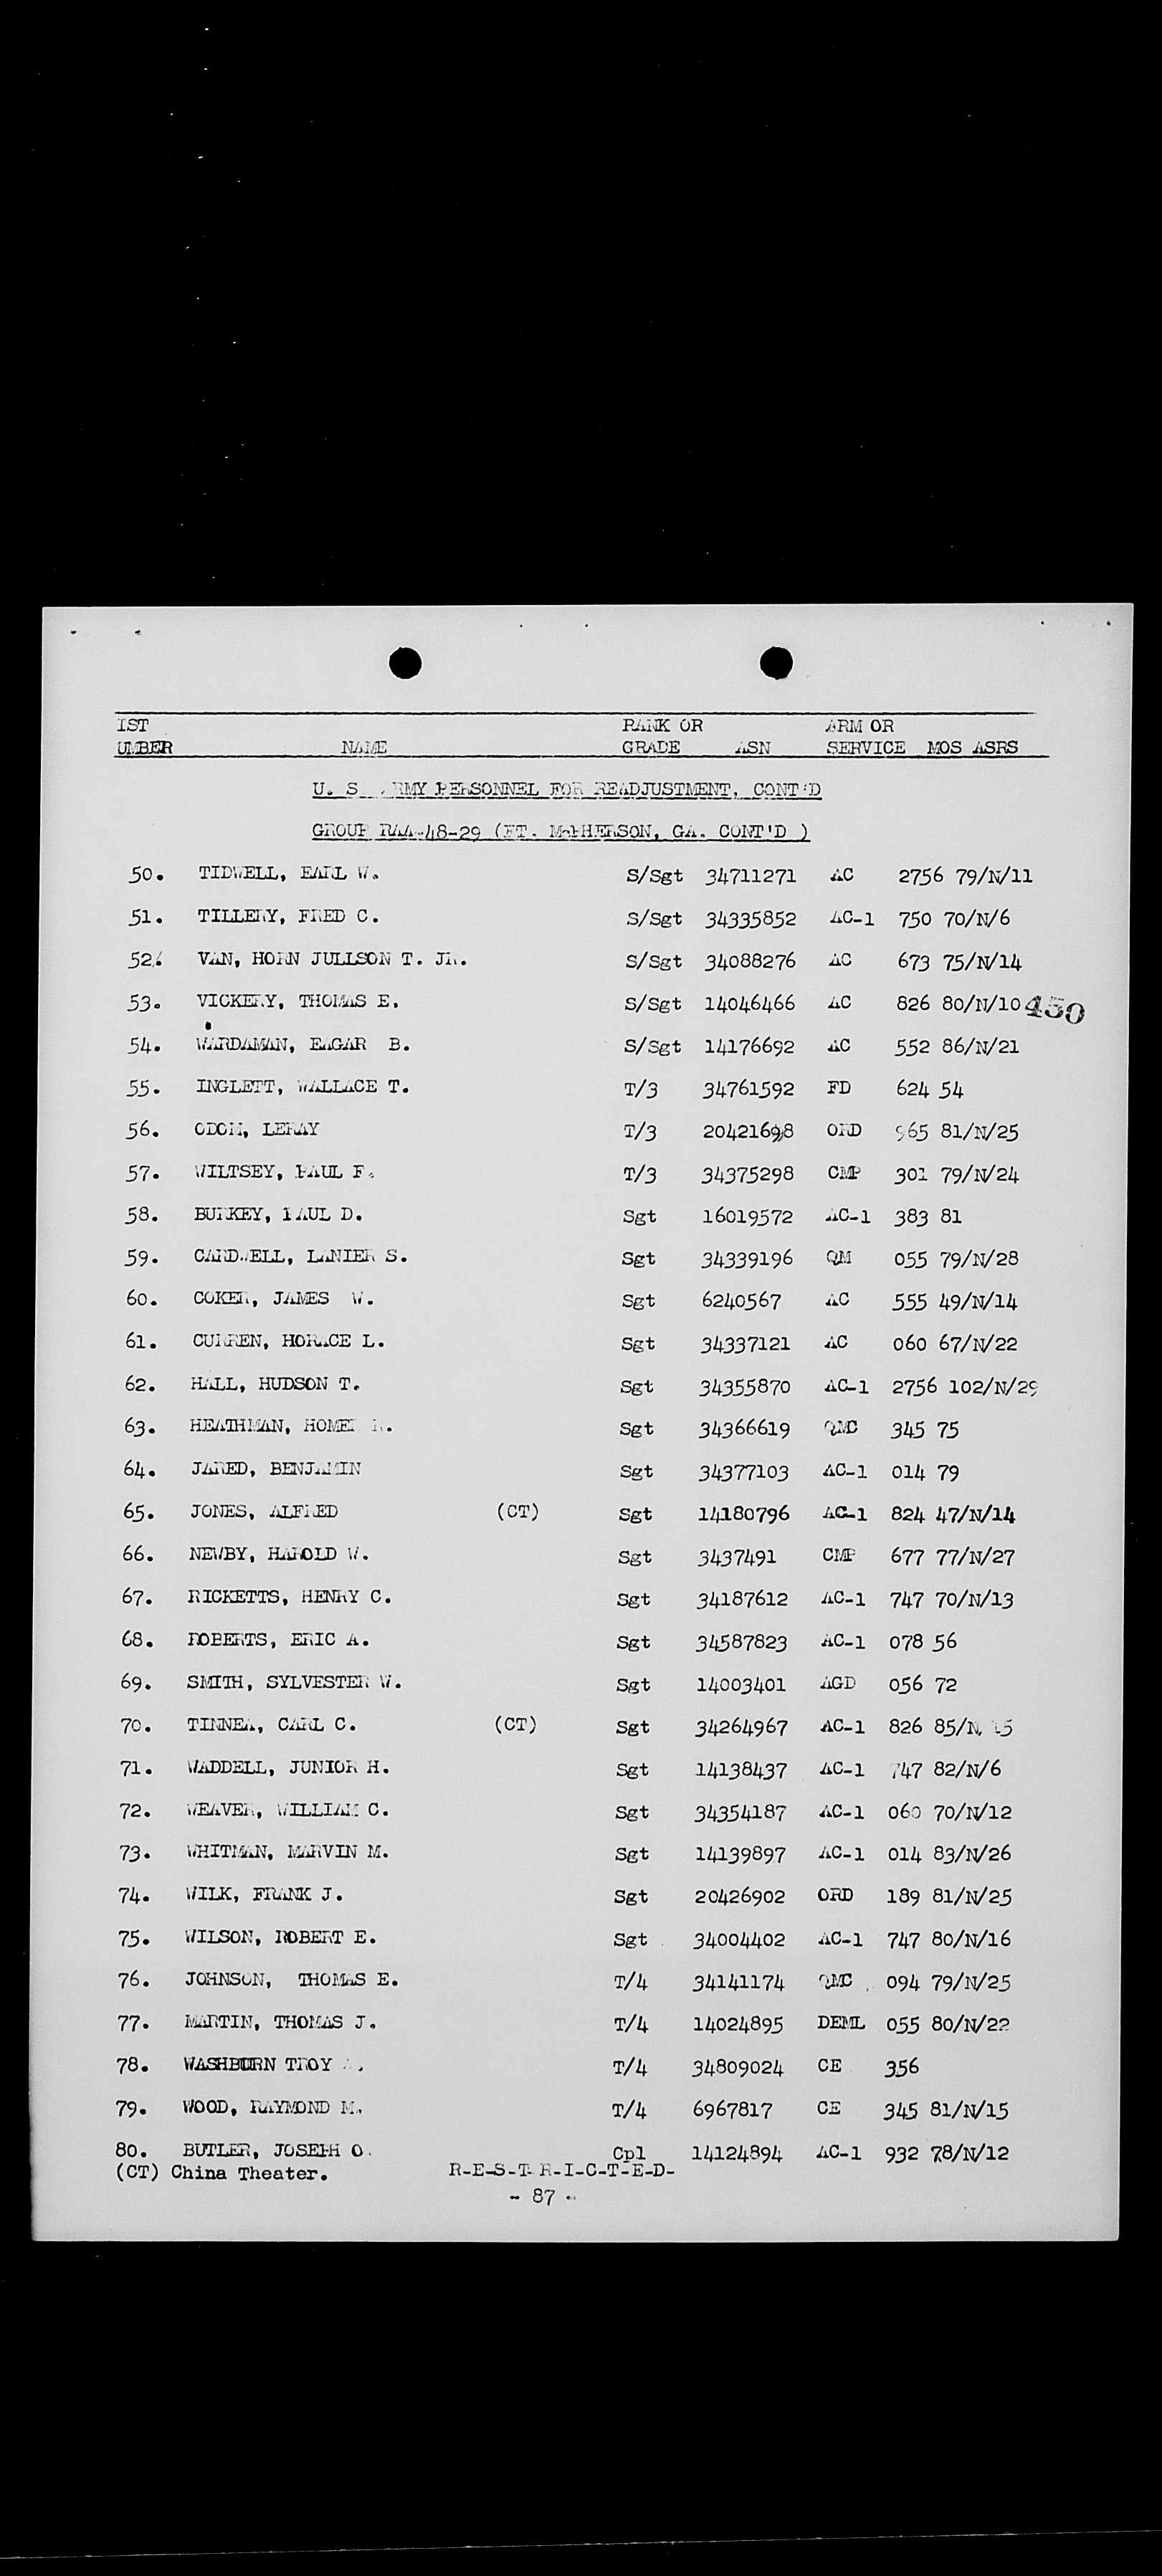 IST RANK OR ARM OR
UMBER NAME GRADE ASN SERVICE MOS ASRS
U. S. ARMY PERSONNEL FOR READJUSTMENT, CONT'D
GROUP RAA-48-29 (FT. McPHERSON, GA. CONT'D )
50. TIDWELL, EARL W. S/Sgt 34711271 AC 2756 79/N/11
51. TILLERY, FRED C. S/Sgt 34335852 AC-1 750 70/N/6
52. VAN, HORN JULLSON T. JR. S/Sgt 34088276 AC 673 75/N/14
53. VICKERY, THOMAS E. S/Sgt 14046466 AC 826 80/N/10 450
54. WARDAMAN, EAGAR B. S/Sgt 14176692 AC 552 86/N/21
55. INGLETT, WALLACE T. T/3 34761592 FD 624 54
56. ODOM, LERAY T/3 20421698 ORD 965 81/N/25
57. WILTSEY, PAUL F. T/3 34375298 CMP 301 79/N/24
58. BURKEY, PAUL D. Sgt 16019572 AC-1 383 81
59. CARDWELL, LANIER S. Sgt 34339196 QM 055 79/N/28
60. COKER, JAMES W. Sgt 6240567 AC 555 49/N/14
61. CURREN, HORACE L. Sgt 34337121 AC 060 67/N/22
62. HALL, HUDSON T. Sgt 34355870 AC-1 2756 102/N/29
63. HEATHMAN, HOMER Sgt 34366619 QMC 345 75
64. JARED, BENJAMIN Sgt 34377103 AC-1 014 79
65. JONES, ALFRED (CT) Sgt 14180796 AC-1 824 47/N/14
66. NEWBY, HAROLD W. Sgt 3437491 CMP 677 77/N/27
67. RICKETTS, HENRY C. Sgt 34187612 AC-1 747 70/N/13
68. ROBERTS, ERIC A. Sgt 34587823 AC-1 078 56
69. SMITH, SYLVESTER W. Sgt 14003401 AGD 056 72
70. TINNEA, CARL C. (CT) Sgt 34264967 AC-1 826 85/N/15
71. WADDELL, JUNIOR H. Sgt 14138437 AC-1 747 82/N/6
72. WEAVER, WILLIAM C. Sgt 34354187 AC-1 060 70/N/12
73. WHITMAN, MARVIN M. Sgt 14139897 AC-1 014 83/N/26
74. WILK, FRANK J. Sgt 20426902 ORD 189 81/N/25
75. WILSON, ROBERT E. Sgt 34004402 AC-1 747 80/N/16
76. JOHNSON, THOMAS E. T/4 34141174 QMC 094 79/N/25
77. MARTIN, THOMAS J. T/4 14024895 DEML 055 80/N/22
78. WASHBURN TROY T/4 34809024 CE 356
79. WOOD, RAYMOND M. T/4 6967817 CE 345 81/N/15
80. BUTLER, JOSEPH O. Cpl 14124894 AC-1 932 78/N/12
(CT) China Theater. R-E-S-T-R-I-C-T-E-D-
- 87 -